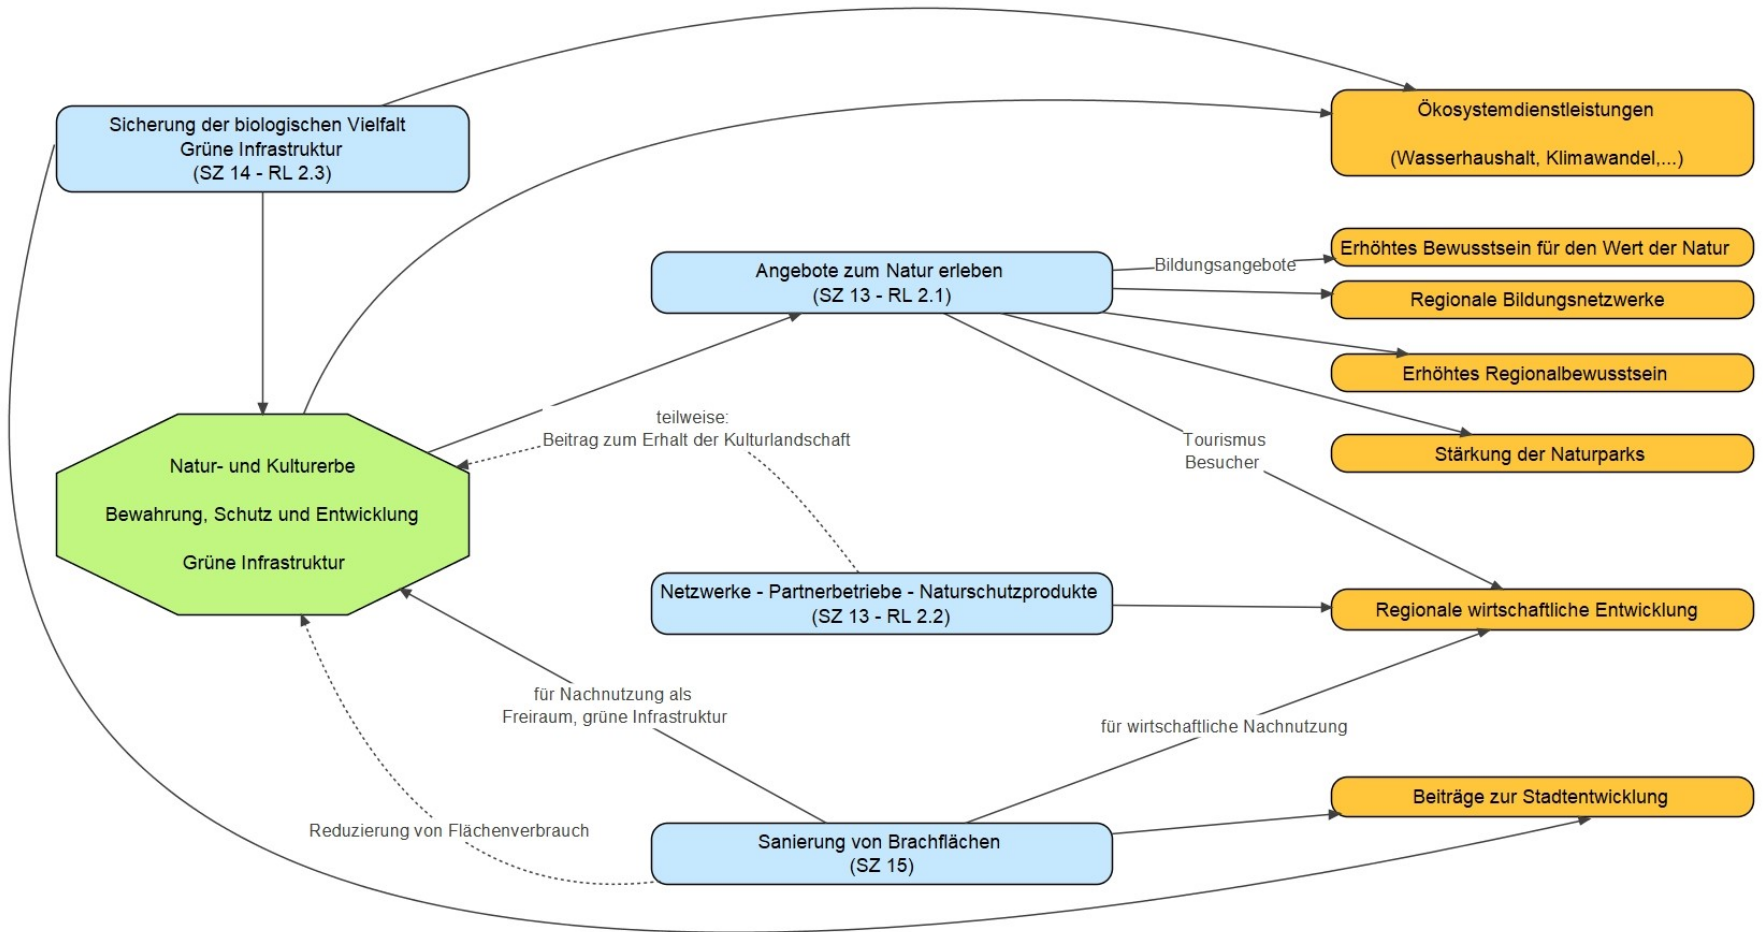 Sicherung der biologischen Vielfalt
Grüne Infrastruktur
(SZ 14 - RL 2.3)
Ökosystemdienstleistungen
(Wasserhaushalt, Klimawandel,...)
Angebote zum Natur erleben
(SZ 13 - RL 2.1)
Bildungsangebote
Erhöhtes Bewusstsein für den Wert der Natur
Regionale Bildungsnetzwerke
Erhöhtes Regionalbewusstsein
Stärkung der Naturparks
Tourismus
Besucher
teilweise:
Beitrag zum Erhalt der Kulturlandschaft
Natur- und Kulturerbe
Bewahrung, Schutz und Entwicklung
Grüne Infrastruktur
Netzwerke - Partnerbetriebe - Naturschutzprodukte
(SZ 13 - RL 2.2)
Regionale wirtschaftliche Entwicklung
für Nachnutzung als
Freiraum, grüne Infrastruktur
für wirtschaftliche Nachnutzung
Reduzierung von Flächenverbrauch
Sanierung von Brachflächen
(SZ 15)
Beiträge zur Stadtentwicklung